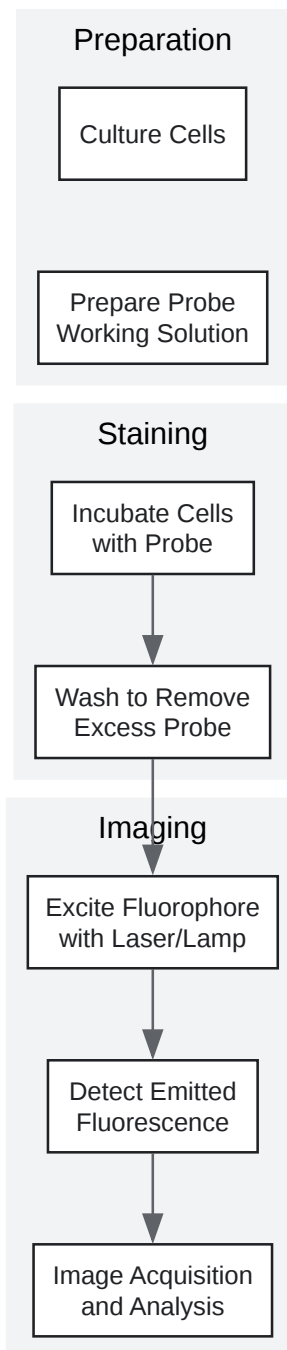 Preparation
Culture Cells
Prepare Probe
Working Solution
Staining
Incubate Cells
with Probe
Wash to Remove
Excess Probe
Imaging
Excite Fluorophore
with Laser/Lamp
Detect Emitted
Fluorescence
Image Acquisition
and Analysis